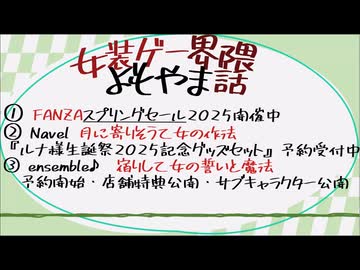 女装ゲー界隈
よもやま話
① FANZAスプリングセール2025開催中
② Navel 月に寄りそう乙女の作法
『ルナ様生誕祭2025記念グッズセット』予約受付中
③ ensemble♪ 宿りして女の誓いと魔法
予約開始・店舗特典公開・サブキャラクター公開